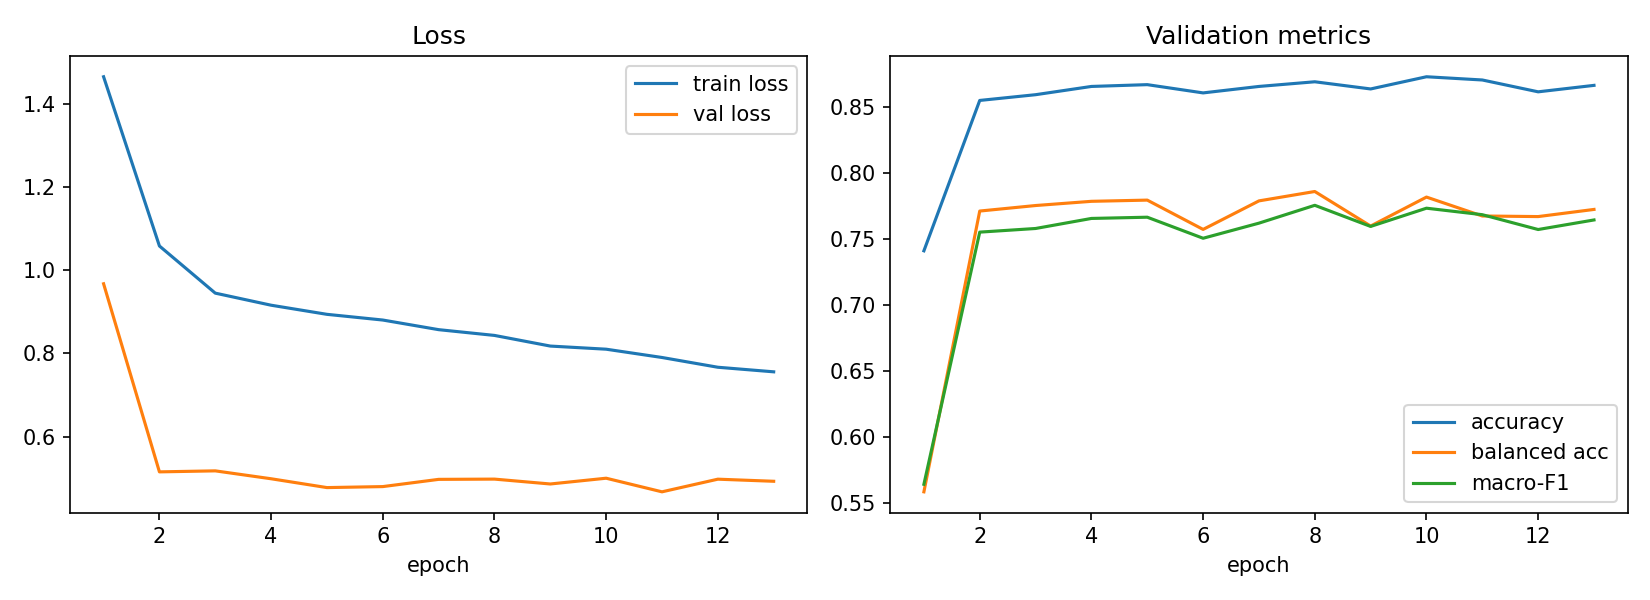 Loss
train loss
val loss
1.4
1.2
1.0
0.8
0.6
2 4 6 8 10 12
epoch
Validation metrics
0.85
0.80
0.75
0.70
0.65
0.60
0.55
accuracy
balanced acc
macro-F1
2 4 6 8 10 12
epoch